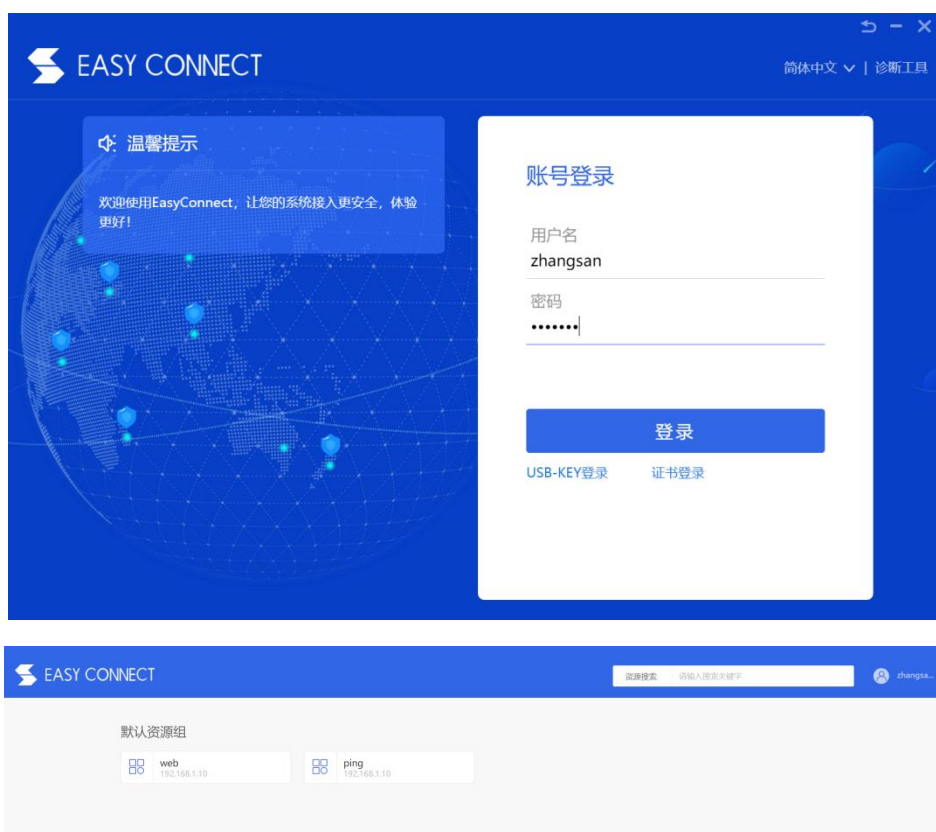 EASY CONNECT
简体中文 | 诊断工具
温馨提示
欢迎使用EasyConnect，让您的系统接入更安全，体验
更好!
账号登录
用户名
zhangsan
密码
•••••••
登录
USB-KEY登录 证书登录
EASY CONNECT
资源搜索 请输入搜索关键字
zhangsa...
默认资源组
web
192.168.1.10
ping
192.168.1.10